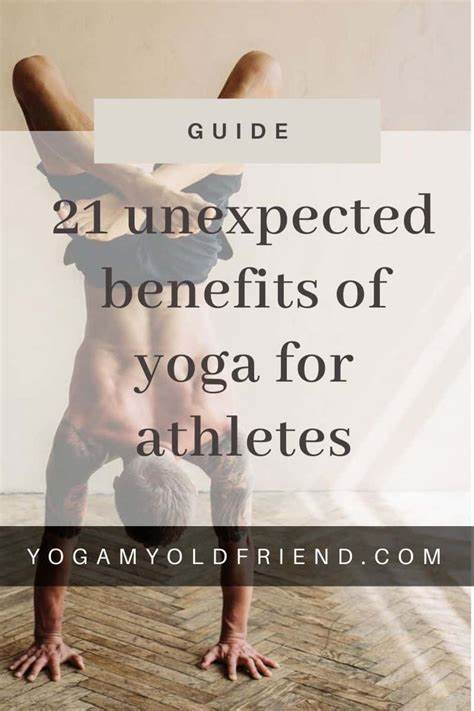 GUIDE
21 unexpected
benefits of
yoga for
athletes
YOGAMYOLDFRIEND.COM